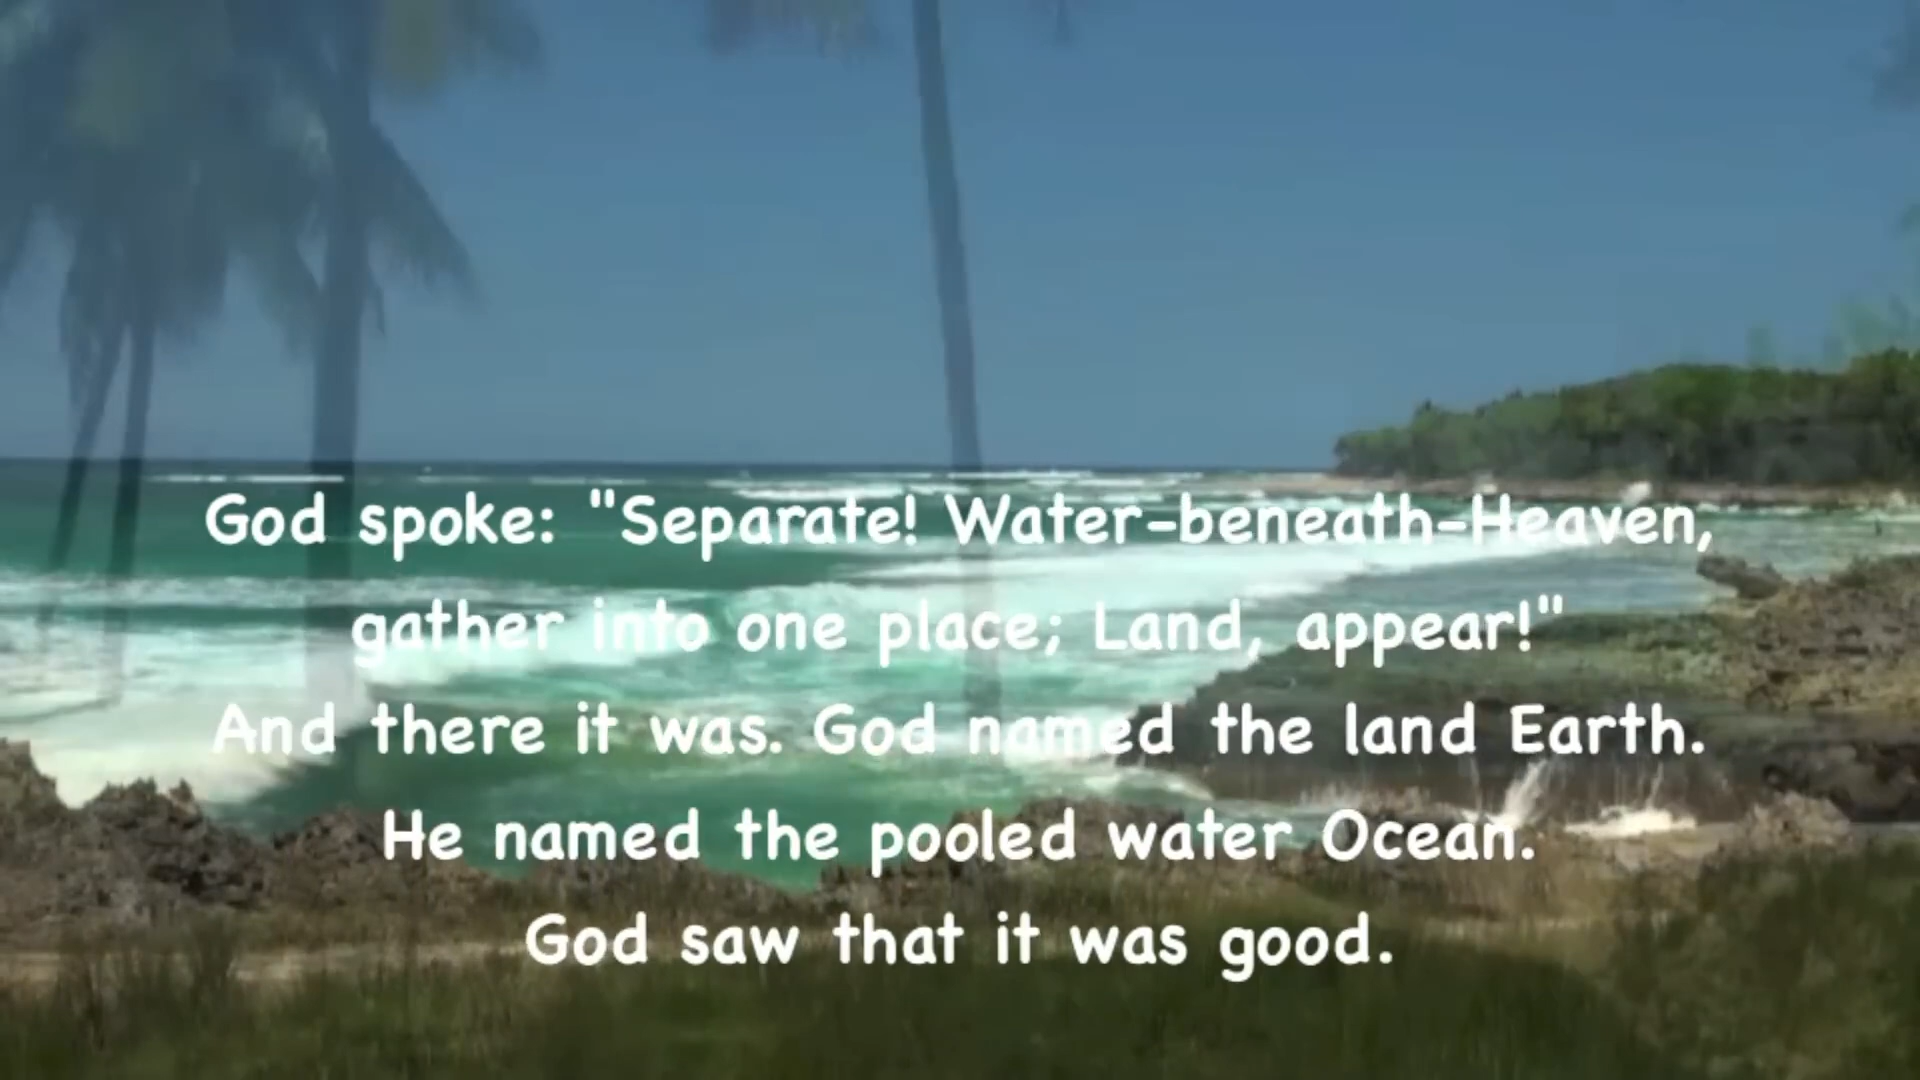 God spoke: "Separate! Water-beneath-Heaven,
gather into one place; Land, appear!"
And there it was. God named the land Earth.
He named the pooled water Ocean.
God saw that it was good.